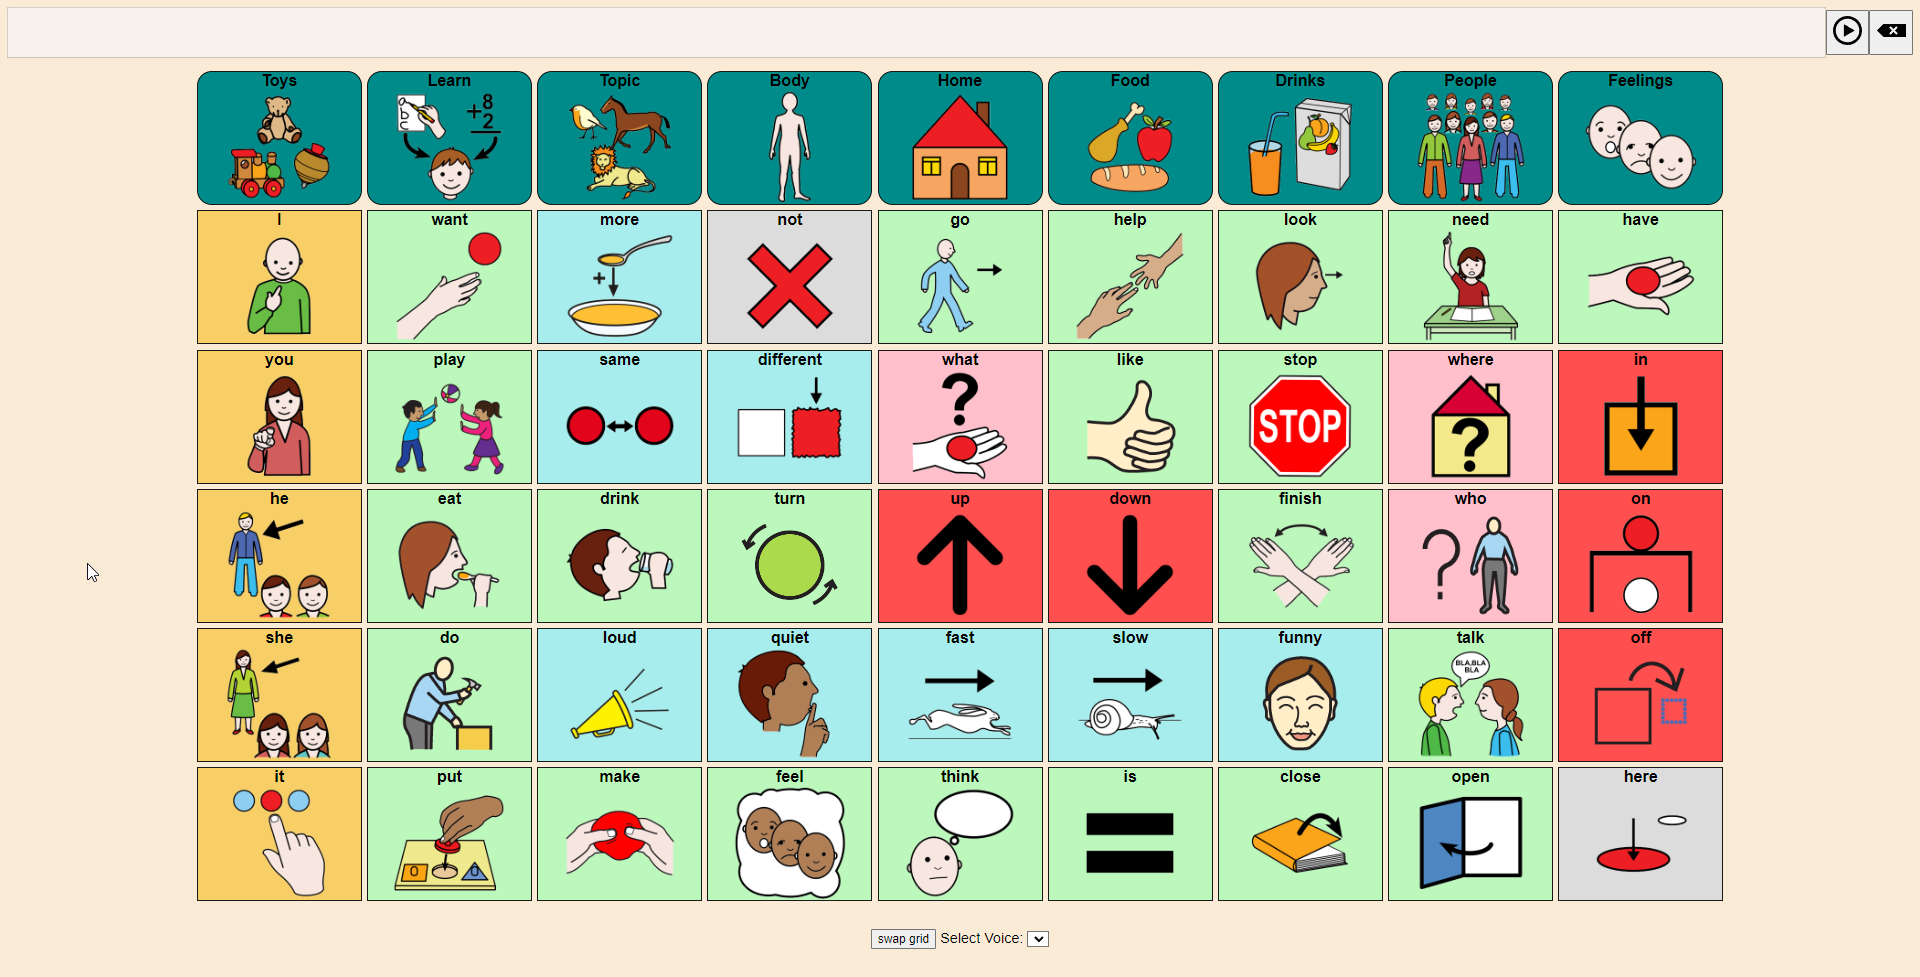 Toys Learn Topic Body Home Food Drinks People Feelings
+8
2
b
c
I want more not go help look need have
+
you play same different what like stop where in
?
STOP
?
he eat drink turn up down finish who on
?
she do loud quiet fast slow funny talk off
BLA,BLA
BLA
it put make feel think is close open here
swap grid Select Voice: